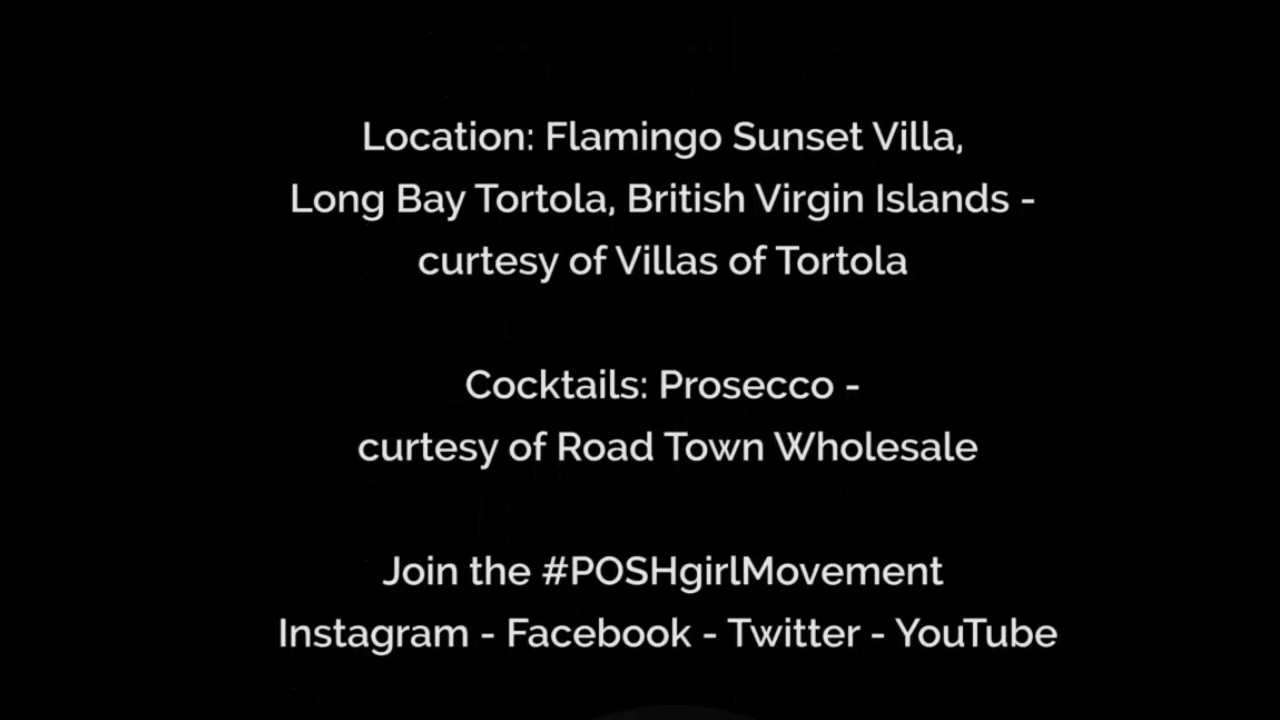 Location: Flamingo Sunset Villa,
Long Bay Tortola, British Virgin Islands -
curtesy of Villas of Tortola
Cocktails: Prosecco -
curtesy of Road Town Wholesale
Join the #POSHgirlMovement
Instagram - Facebook - Twitter - YouTube